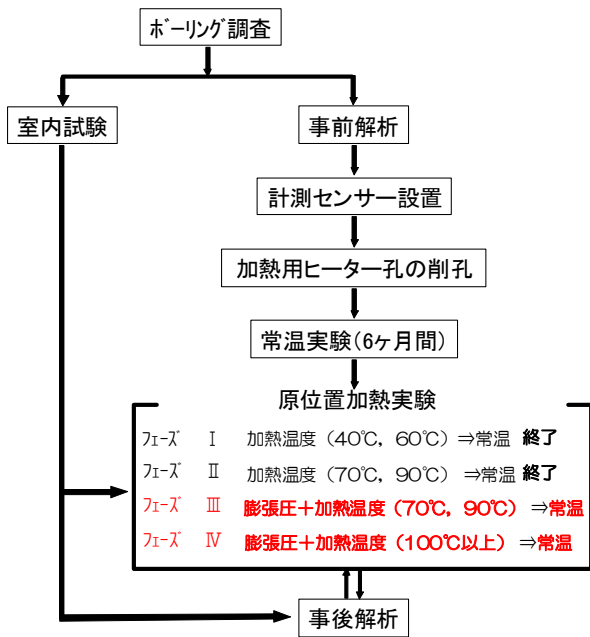 ボーリング調査
室内試験
事前解析
計測センサー設置
加熱用ヒーター孔の削孔
常温実験(6ヶ月間)
原位置加熱実験
フェーズ Ⅰ 加熱温度（40℃，60℃）⇒常温 終了
フェーズ Ⅱ 加熱温度（70℃，90℃）⇒常温 終了
フェーズ Ⅲ 膨張圧＋加熱温度（70℃，90℃）⇒常温
フェーズ Ⅳ 膨張圧＋加熱温度（100℃以上）⇒常温
事後解析